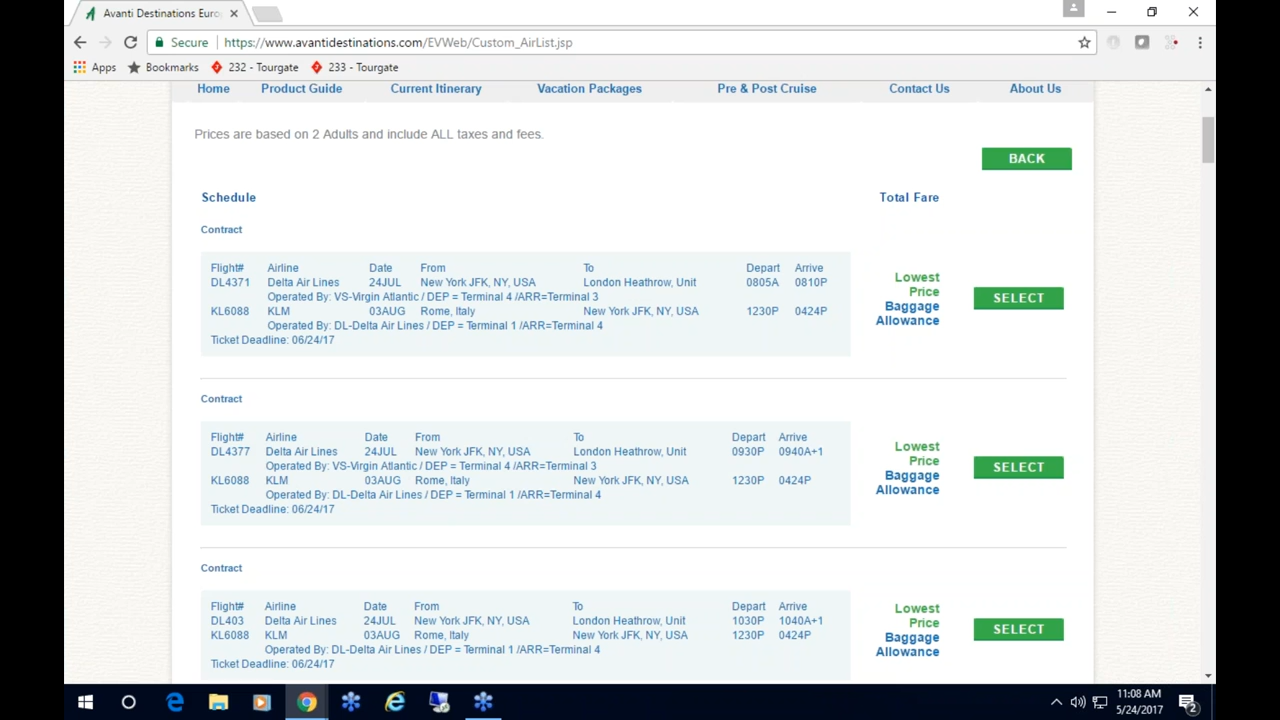 Avanti Destinations Euro
Secure https://www.avantidestinations.com/EVWeb/Custom_AirList.jsp
Apps Bookmarks 232 - Tourgate 233 - Tourgate
Home Product Guide Current Itinerary Vacation Packages Pre & Post Cruise Contact Us About Us
Prices are based on 2 Adults and include ALL taxes and fees.
BACK
Schedule Total Fare
Contract
Flight# Airline Date From To Depart Arrive
DL4371 Delta Air Lines 24JUL New York JFK, NY, USA London Heathrow, Unit 0805A 0810P
Operated By: VS-Virgin Atlantic / DEP = Terminal 4 /ARR=Terminal 3
KL6088 KLM 03AUG Rome, Italy New York JFK, NY, USA 1230P 0424P
Operated By: DL-Delta Air Lines / DEP = Terminal 1 /ARR=Terminal 4
Ticket Deadline: 06/24/17
Lowest
Price
Baggage
Allowance
SELECT
Contract
Flight# Airline Date From To Depart Arrive
DL4377 Delta Air Lines 24JUL New York JFK, NY, USA London Heathrow, Unit 0930P 0940A+1
Operated By: VS-Virgin Atlantic / DEP = Terminal 4 /ARR=Terminal 3
KL6088 KLM 03AUG Rome, Italy New York JFK, NY, USA 1230P 0424P
Operated By: DL-Delta Air Lines / DEP = Terminal 1 /ARR=Terminal 4
Ticket Deadline: 06/24/17
Lowest
Price
Baggage
Allowance
SELECT
Contract
Flight# Airline Date From To Depart Arrive
DL403 Delta Air Lines 24JUL New York JFK, NY, USA London Heathrow, Unit 1030P 1040A+1
KL6088 KLM 03AUG Rome, Italy New York JFK, NY, USA 1230P 0424P
Operated By: DL-Delta Air Lines / DEP = Terminal 1 /ARR=Terminal 4
Ticket Deadline: 06/24/17
Lowest
Price
Baggage
Allowance
SELECT
11:08 AM
5/24/2017
2